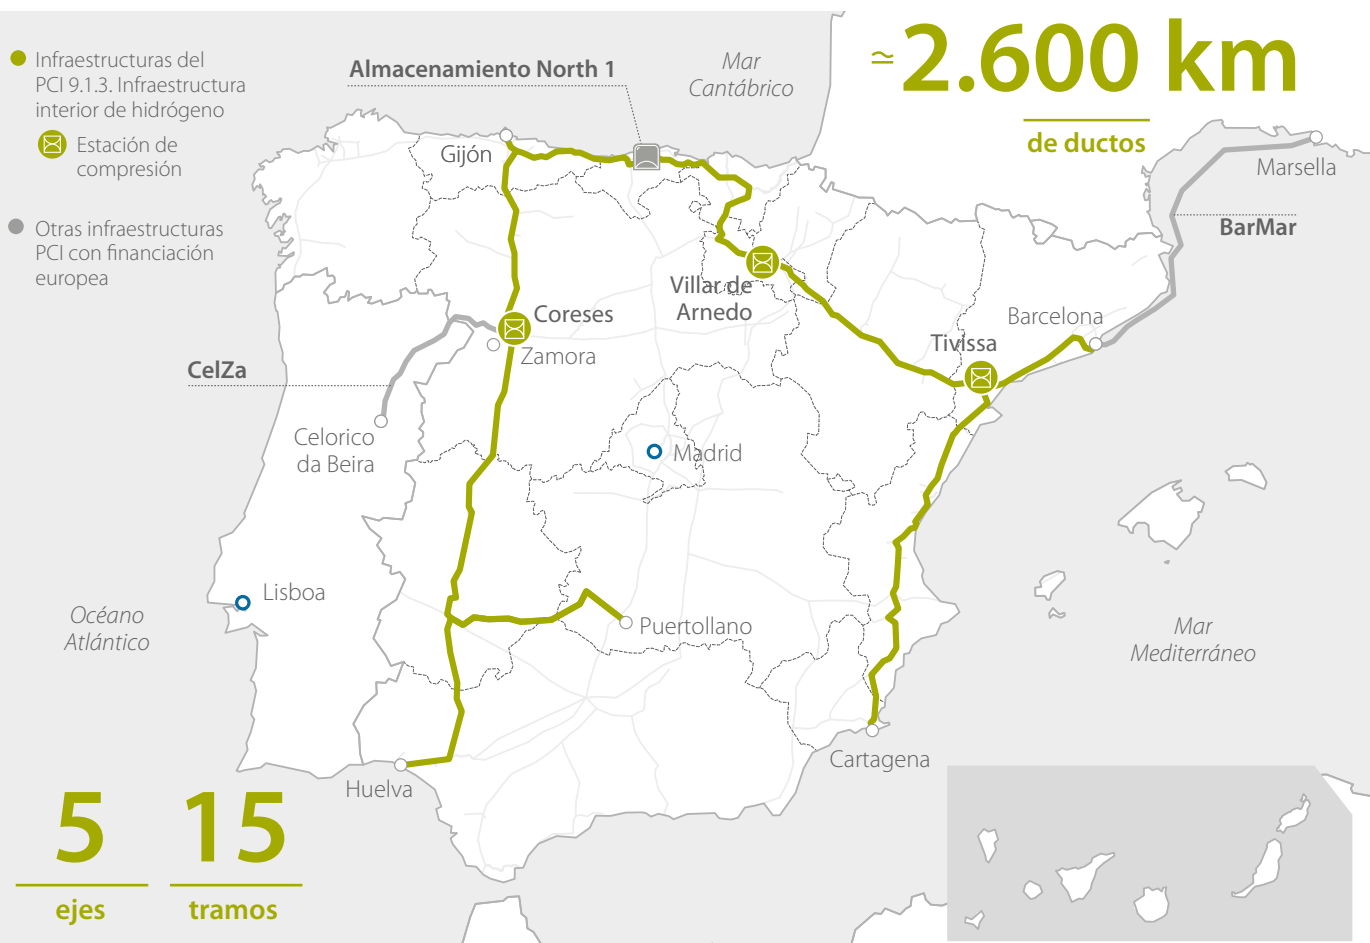 Infraestructuras del
PCI 9.1.3. Infraestructura
interior de hidrógeno
Estación de
compresión
Otras infraestructuras
PCI con financiación
europea
Almacenamiento North 1
Mar
Cantábrico
≃2.600 km
de ductos
Marsella
BarMar
Gijón
Villar de
Arnedo
Coreses
Zamora
Barcelona
Tivissa
CelZa
Celorico
da Beira
Madrid
Lisboa
Océano
Atlántico
Puertollano
Mar
Mediterráneo
Huelva
Cartagena
5
ejes
15
tramos